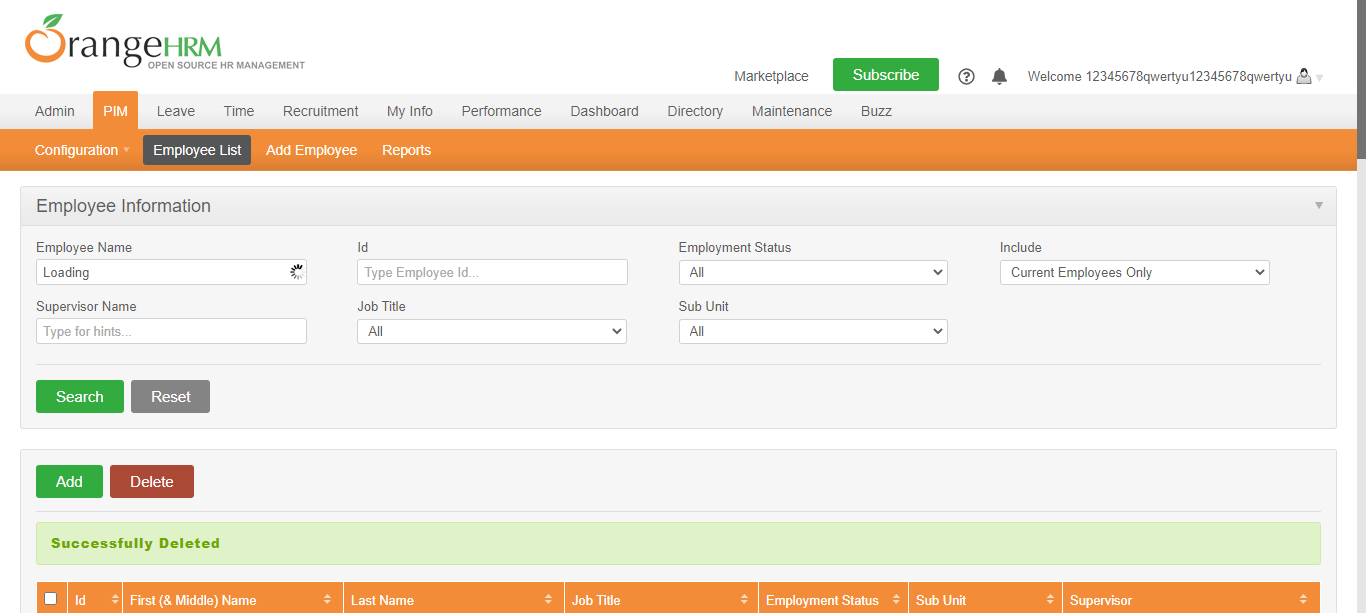 OrangeHRM
OPEN SOURCE HR MANAGEMENT
Marketplace Subscribe Welcome 12345678qwertyu12345678qwertyu
Admin PIM Leave Time Recruitment My Info Performance Dashboard Directory Maintenance Buzz
Configuration Employee List Add Employee Reports
Employee Information
Employee Name Id Employment Status Include
Loading Type Employee Id... All Current Employees Only
Supervisor Name Job Title Sub Unit
Type for hints... All All
Search Reset
Add Delete
Successfully Deleted
Id First (& Middle) Name Last Name Job Title Employment Status Sub Unit Supervisor